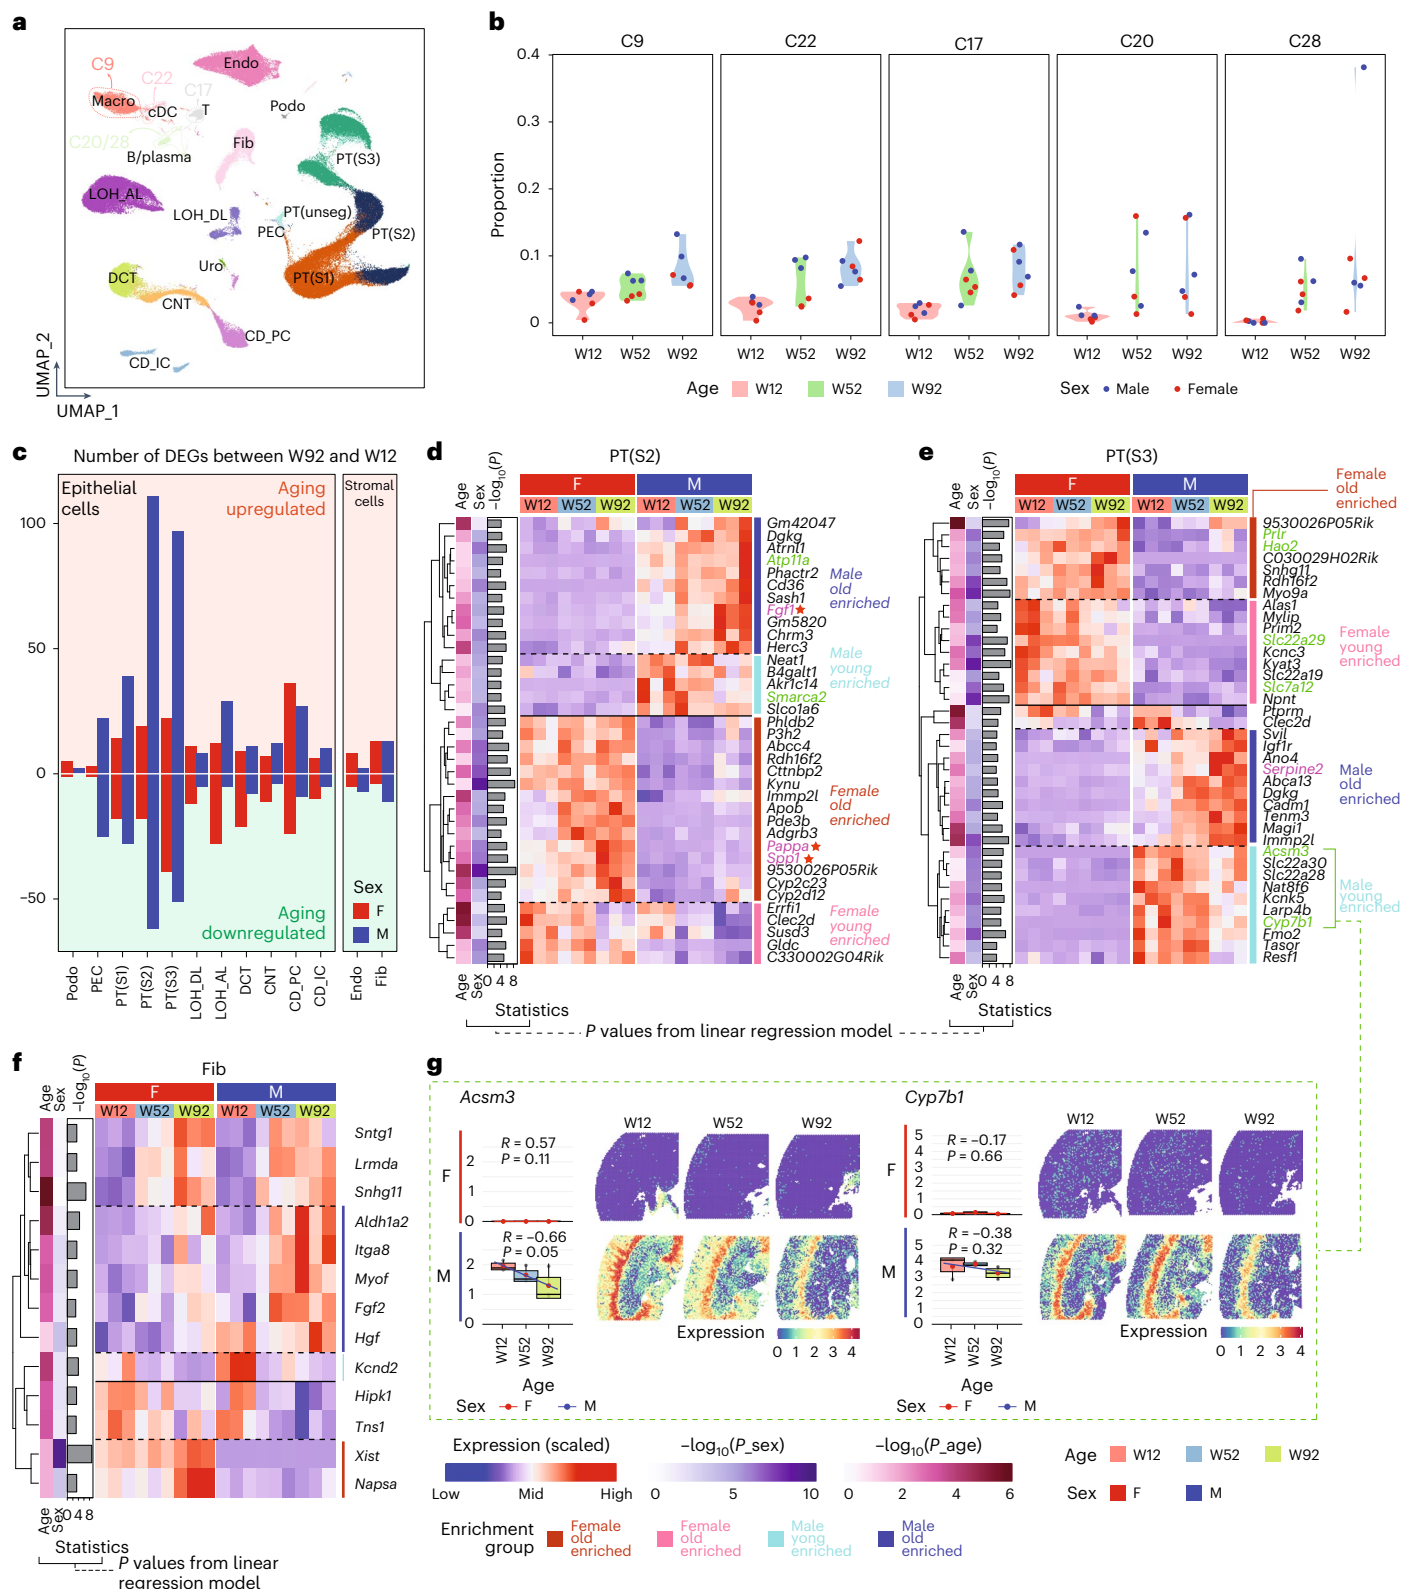 a
C9
C22
C17
Macro
cDC
T
C20/28
B/plasma
Endo
Podo
Fib
PT(S3)
LOH_AL
LOH_DL
PT(unseg)
PEC
PT(S2)
Uro
PT(S1)
DCT
CNT
CD_PC
CD_IC
UMAP_2
UMAP_1
b
C9 C22 C17 C20 C28
Proportion
0.4
0.2
0.1
0
W12 W52 W92 W12 W52 W92 W12 W52 W92 W12 W52 W92 W12 W52 W92
Age W12 W52 W92 Sex Male Female
c
Number of DEGs between W92 and W12
Epithelial
cells
Aging
upregulated
Stromal
cells
100
50
0
−50
Aging
downregulated
Sex
F
M
Podo
PEC
PT(S1)
PT(S2)
PT(S3)
LOH_DL
LOH_AL
DCT
CNT
CD_PC
CD_IC
Endo
Fib
d
PT(S2)
Age
Sex
−log10(P)
F M
W12 W52 W92 W12 W52 W92
Gm42047
Dgkg
Atrnl1
Atp11a
Phactr2
Cd36
Sash1
Fgf1★
Gm5820
Chrm3
Herc3
Male
old
enriched
Neat1
B4galt1
Akr1c14
Smarca2
Slco1a6
Male
young
enriched
Phldb2
P3h2
Abcc4
Rdh16f2
Cttnbp2
Kynu
Immp2l
Apob
Pde3b
Adgrb3
Pappa★
Spp1★
9530026P05Rik
Cyp2c23
Cyp2d12
Female
old
enriched
Errfi1
Clec2d
Susd3
Gldc
C330002G04Rik
Female
young
enriched
Age
Sex
0 4 8
Statistics
P values from linear regression model
e
PT(S3)
Age
Sex
−log10(P)
F M
W12 W52 W92 W12 W52 W92
Female
old
enriched
9530026P05Rik
Prlr
Hao2
C030029H02Rik
Snhg11
Rdh16f2
Myo9a
Alas1
Mylip
Prim2
Slc22a29
Kcnc3
Kyat3
Slc22a19
Slc7a12
Npnt
Female
young
enriched
Ptprm
Clec2d
Svil
Igf1r
Ano4
Serpine2
Abca13
Dgkg
Cadm1
Tenm3
Magi1
Immp2l
Male
old
enriched
Acsm3
Slc22a30
Slc22a28
Nat8f6
Kcnk5
Larp4b
Cyp7b1
Fmo2
Tasor
Resf1
Male
young
enriched
Age
Sex
0 4 8
Statistics
f
Fib
Age
Sex
−log10(P)
F M
W12 W52 W92 W12 W52 W92
Sntg1
Lrmda
Snhg11
Aldh1a2
Itga8
Myof
Fgf2
Hgf
Kcnd2
Hipk1
Tns1
Xist
Napsa
Age
Sex
0 4 8
Statistics
P values from linear
regression model
g
Acsm3
F
R = 0.57
P = 0.11
2
1
0
M
R = −0.66
P = 0.05
2
1
0
W12
W52
W92
Age
Sex F M
W12 W52 W92
Expression
0 1 2 3 4
Cyp7b1
F
R = −0.17
P = 0.66
5
4
3
2
1
0
M
R = −0.38
P = 0.32
5
4
3
2
1
0
W12
W52
W92
Age
Sex F M
W12 W52 W92
Expression
0 1 2 3 4
Expression (scaled)
Low Mid High
−log10(P_sex)
0 5 10
−log10(P_age)
0 2 4 6
Age W12 W52 W92
Sex F M
Enrichment
group
Female
old
enriched
Female
old
enriched
Male
yong
enriched
Male
old
enriched